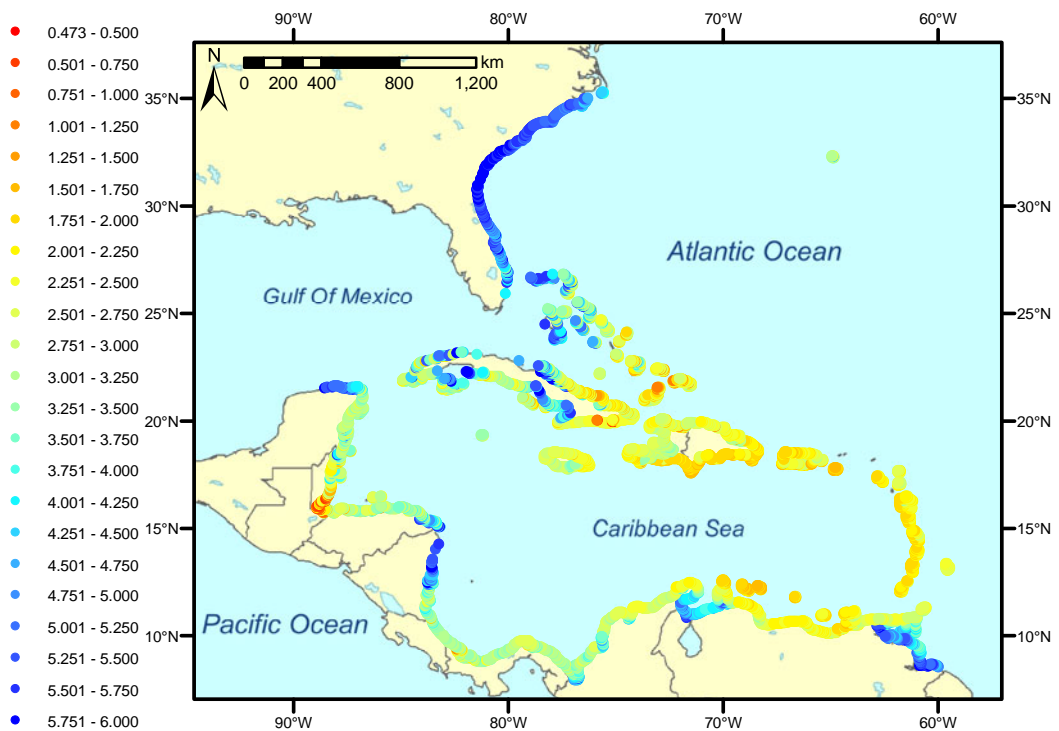 90°W 80°W 70°W 60°W
0.473 - 0.500
0.501 - 0.750
0.751 - 1.000
1.001 - 1.250
1.251 - 1.500
1.501 - 1.750
1.751 - 2.000
2.001 - 2.250
2.251 - 2.500
2.501 - 2.750
2.751 - 3.000
3.001 - 3.250
3.251 - 3.500
3.501 - 3.750
3.751 - 4.000
4.001 - 4.250
4.251 - 4.500
4.501 - 4.750
4.751 - 5.000
5.001 - 5.250
5.251 - 5.500
5.501 - 5.750
5.751 - 6.000
N
km
0 200 400 800 1,200
35°N 35°N
30°N 30°N
Atlantic Ocean
Gulf Of Mexico
25°N 25°N
20°N 20°N
15°N 15°N
Caribbean Sea
Pacific Ocean
10°N 10°N
90°W 80°W 70°W 60°W